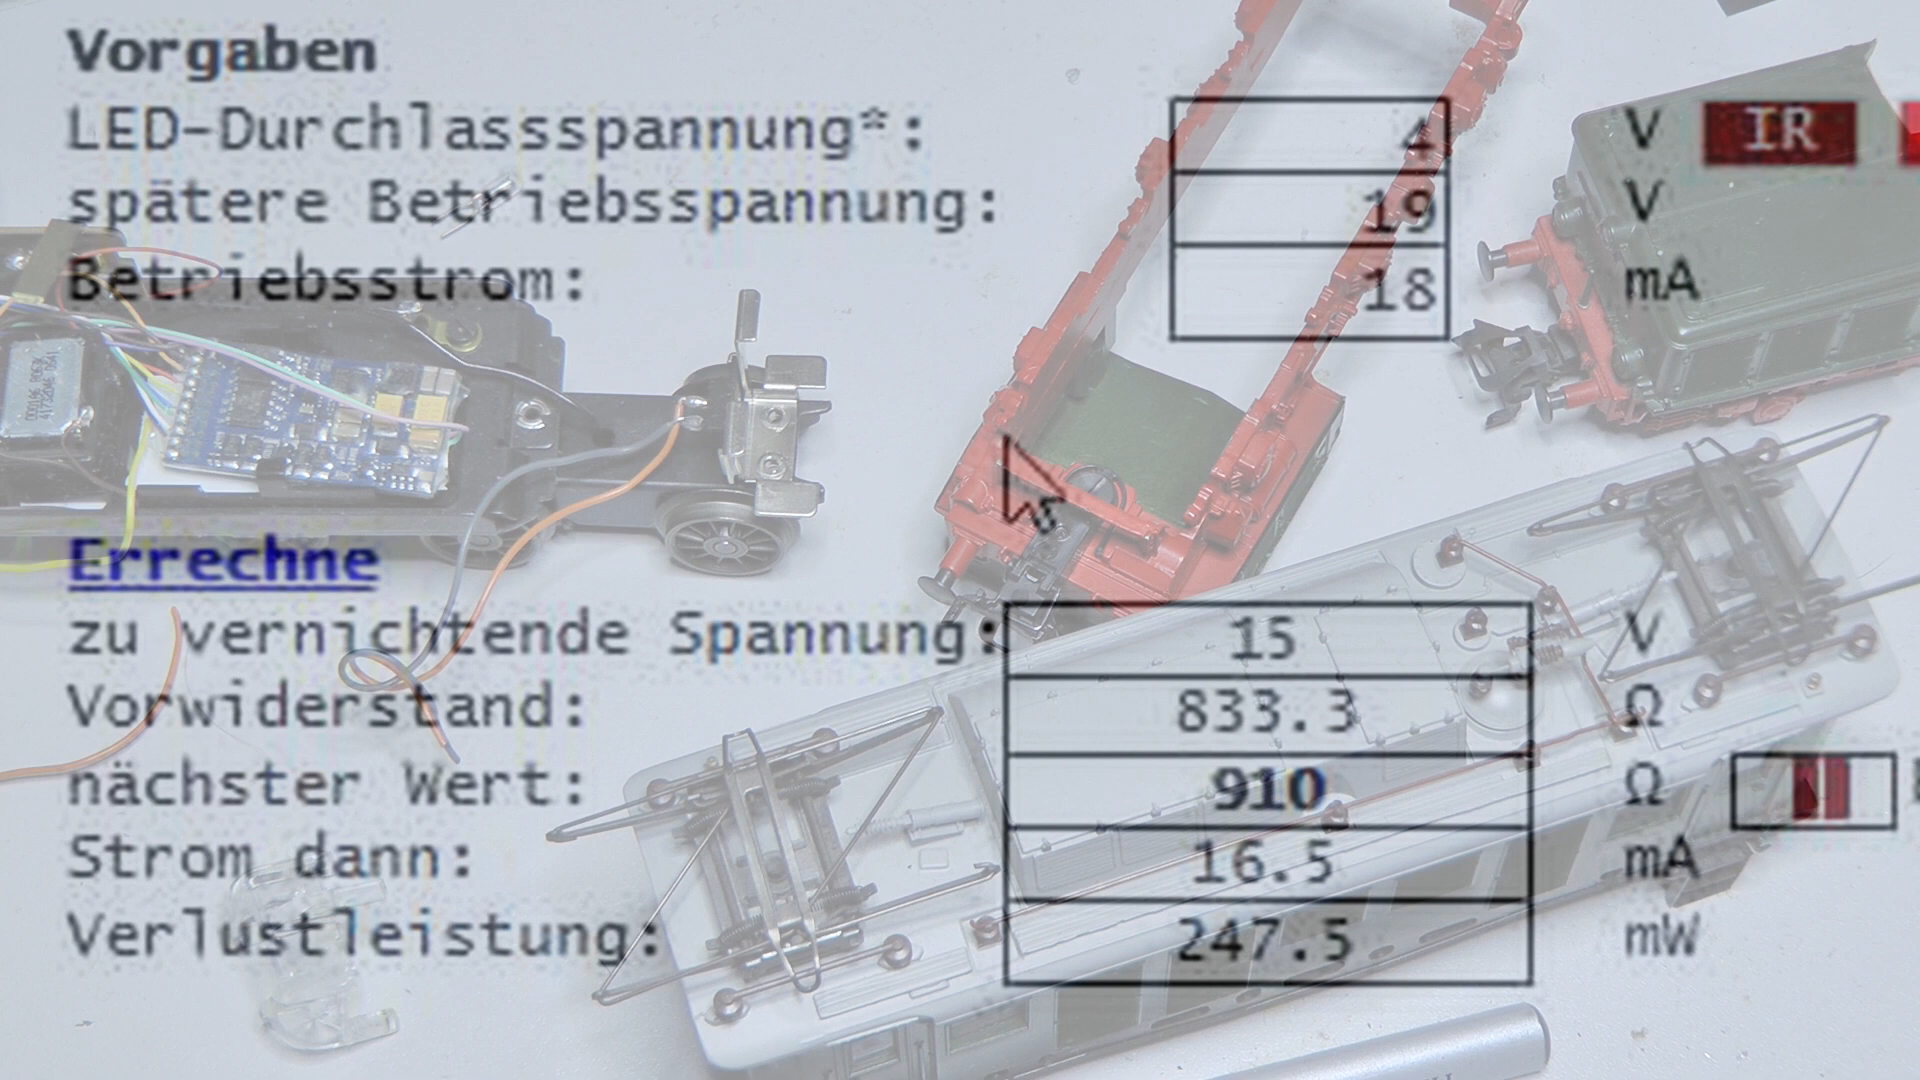 Vorgaben
LED-Durchlassspannung*: 4 V IR
spätere Betriebsspannung: 19 V
Betriebsstrom: 18 mA
Errechne
zu vernichtende Spannung: 15 V
Vorwiderstand: 833.3 Ω
nächster Wert: 910 Ω
Strom dann: 16.5 mA
Verlustleistung: 247.5 mW